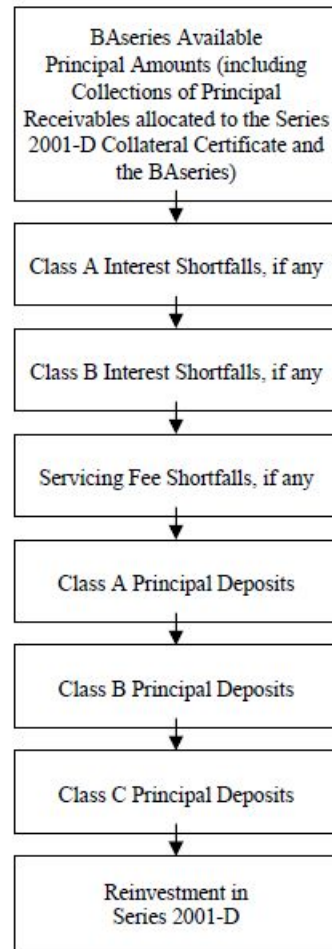 BAseries Available
Principal Amounts (including
Collections of Principal
Receivables allocated to the Series
2001-D Collateral Certificate and
the BAseries)
Class A Interest Shortfalls, if any
Class B Interest Shortfalls, if any
Servicing Fee Shortfalls, if any
Class A Principal Deposits
Class B Principal Deposits
Class C Principal Deposits
Reinvestment in
Series 2001-D